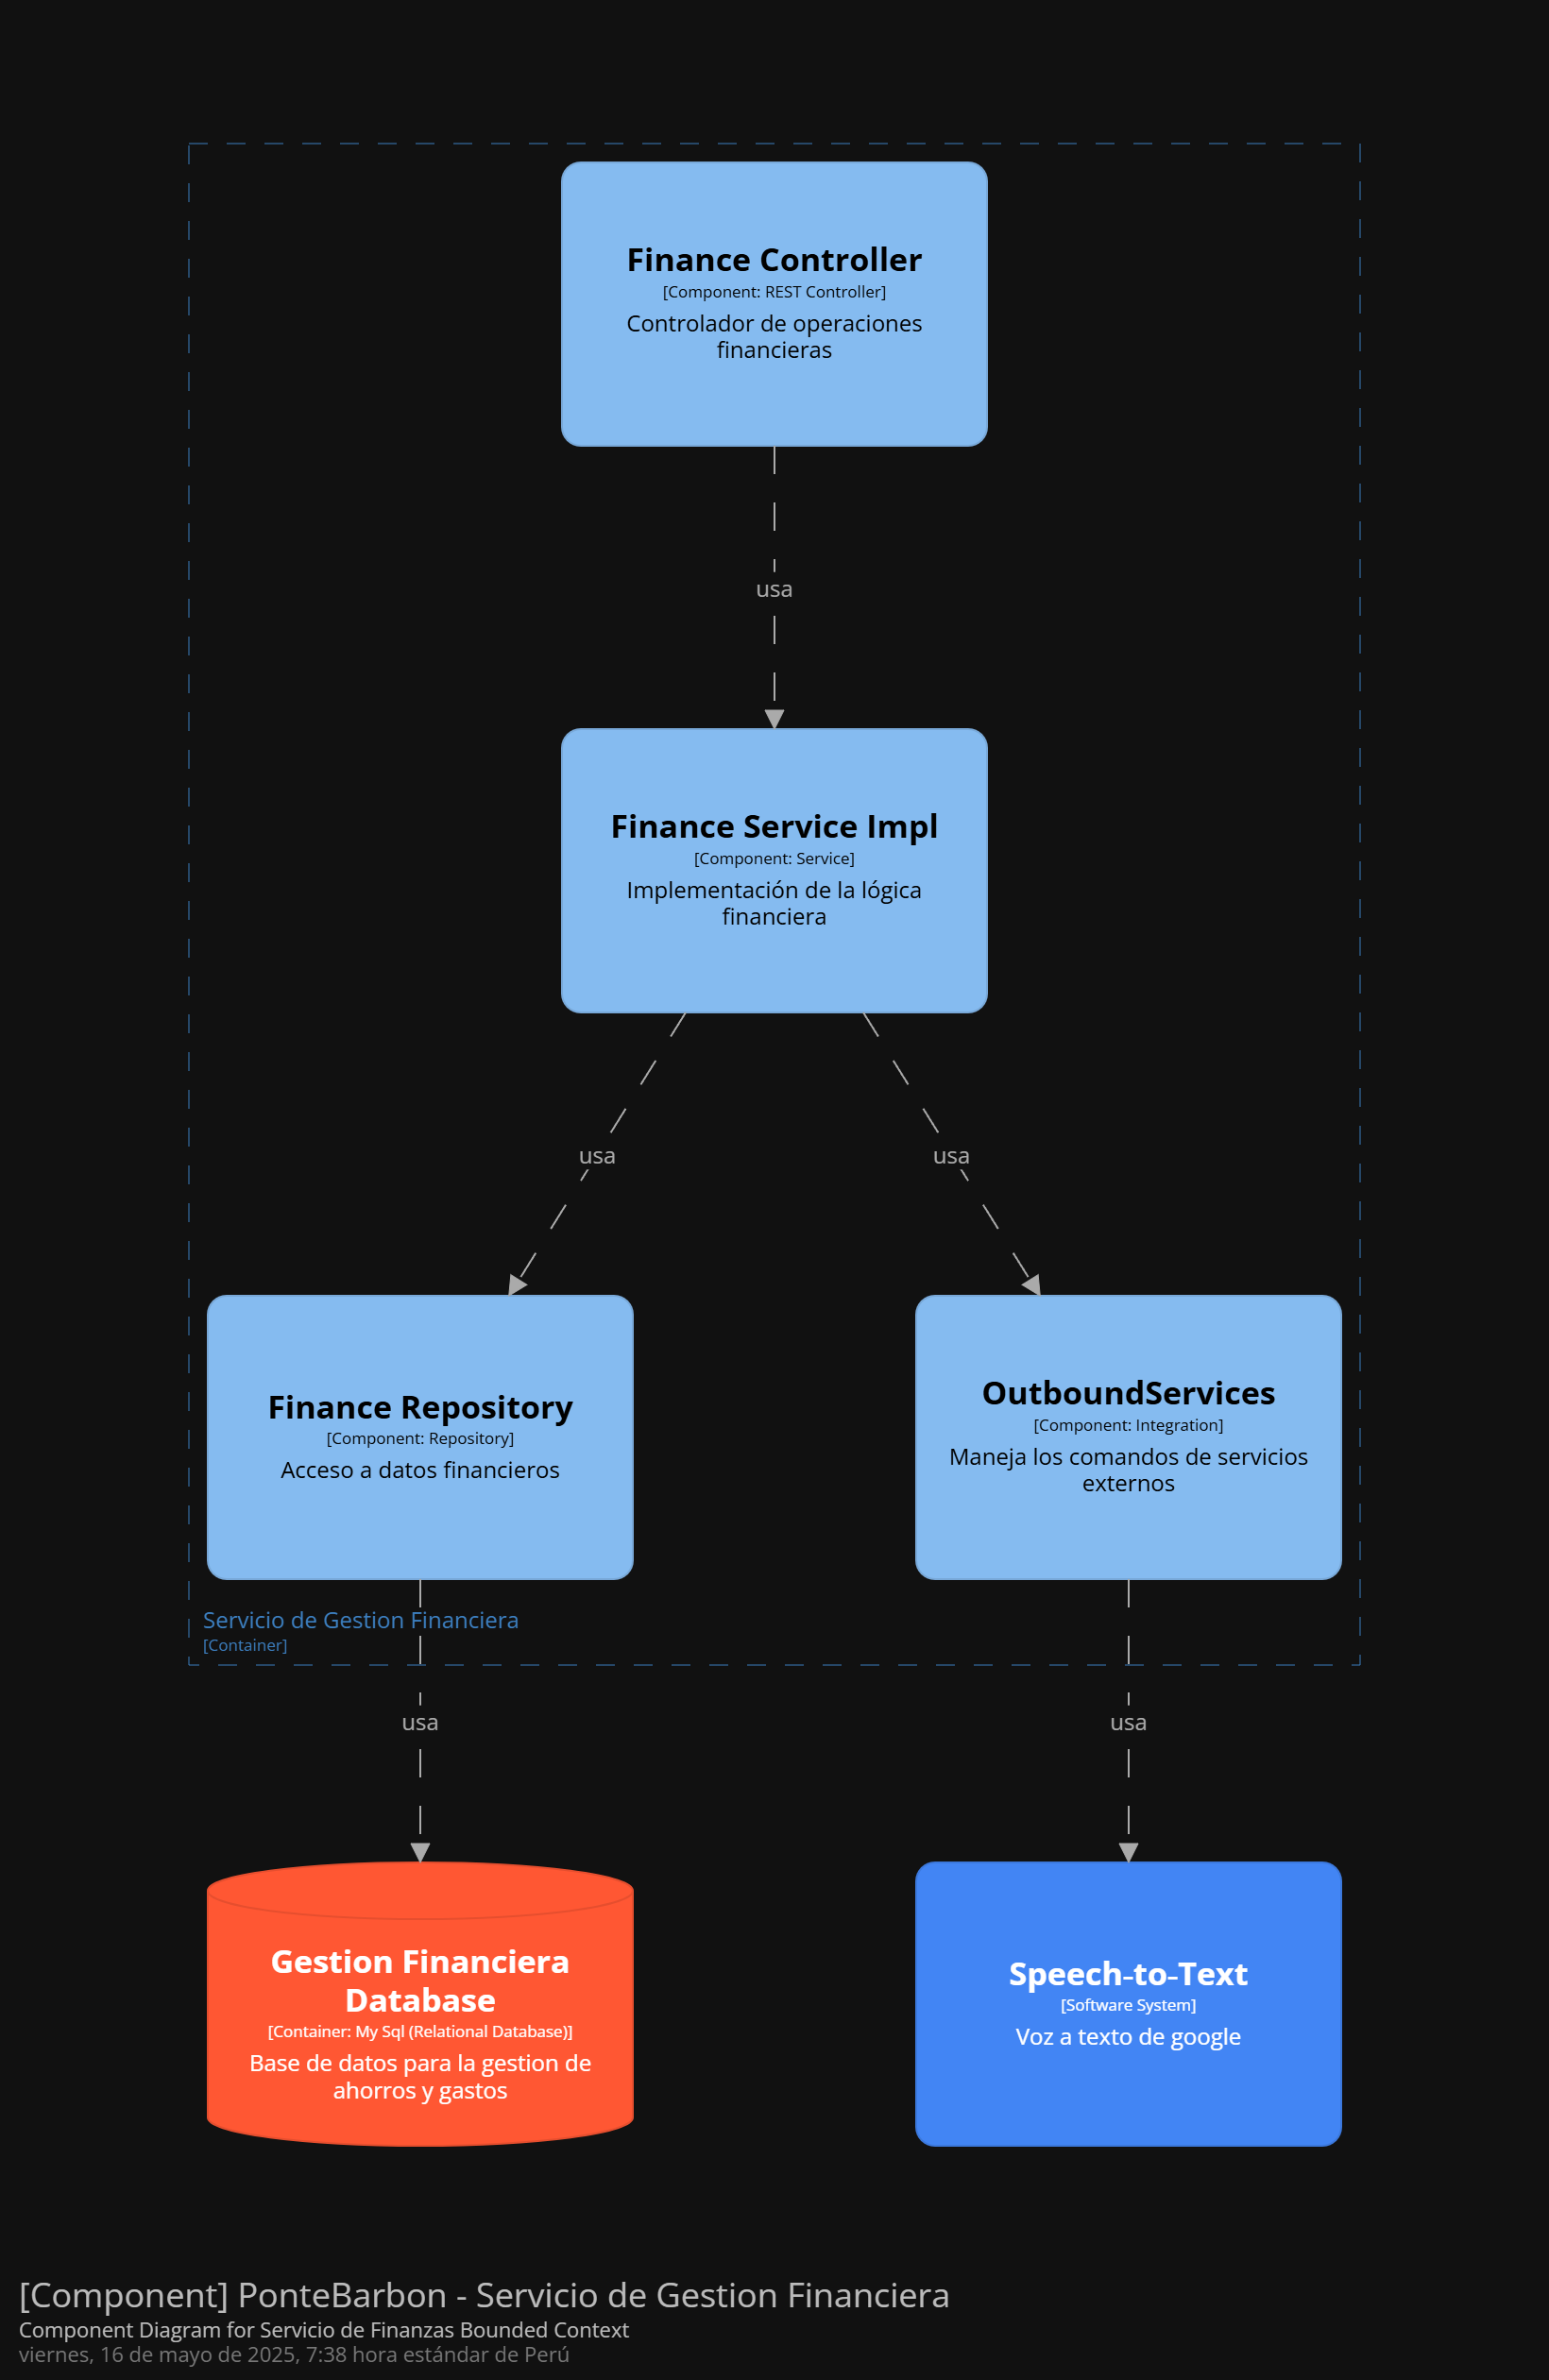 Finance Controller
[Component: REST Controller]
Controlador de operaciones
financieras
usa
Finance Service Impl
[Component: Service]
Implementación de la lógica
financiera
usa
usa
Finance Repository
[Component: Repository]
Acceso a datos financieros
OutboundServices
[Component: Integration]
Maneja los comandos de servicios
externos
Servicio de Gestion Financiera
[Container]
usa
usa
Gestion Financiera
Database
[Container: My Sql (Relational Database)]
Base de datos para la gestion de
ahorros y gastos
Speech-to-Text
[Software System]
Voz a texto de google
[Component] PonteBarbon - Servicio de Gestion Financiera
Component Diagram for Servicio de Finanzas Bounded Context
viernes, 16 de mayo de 2025, 7:38 hora estándar de Perú